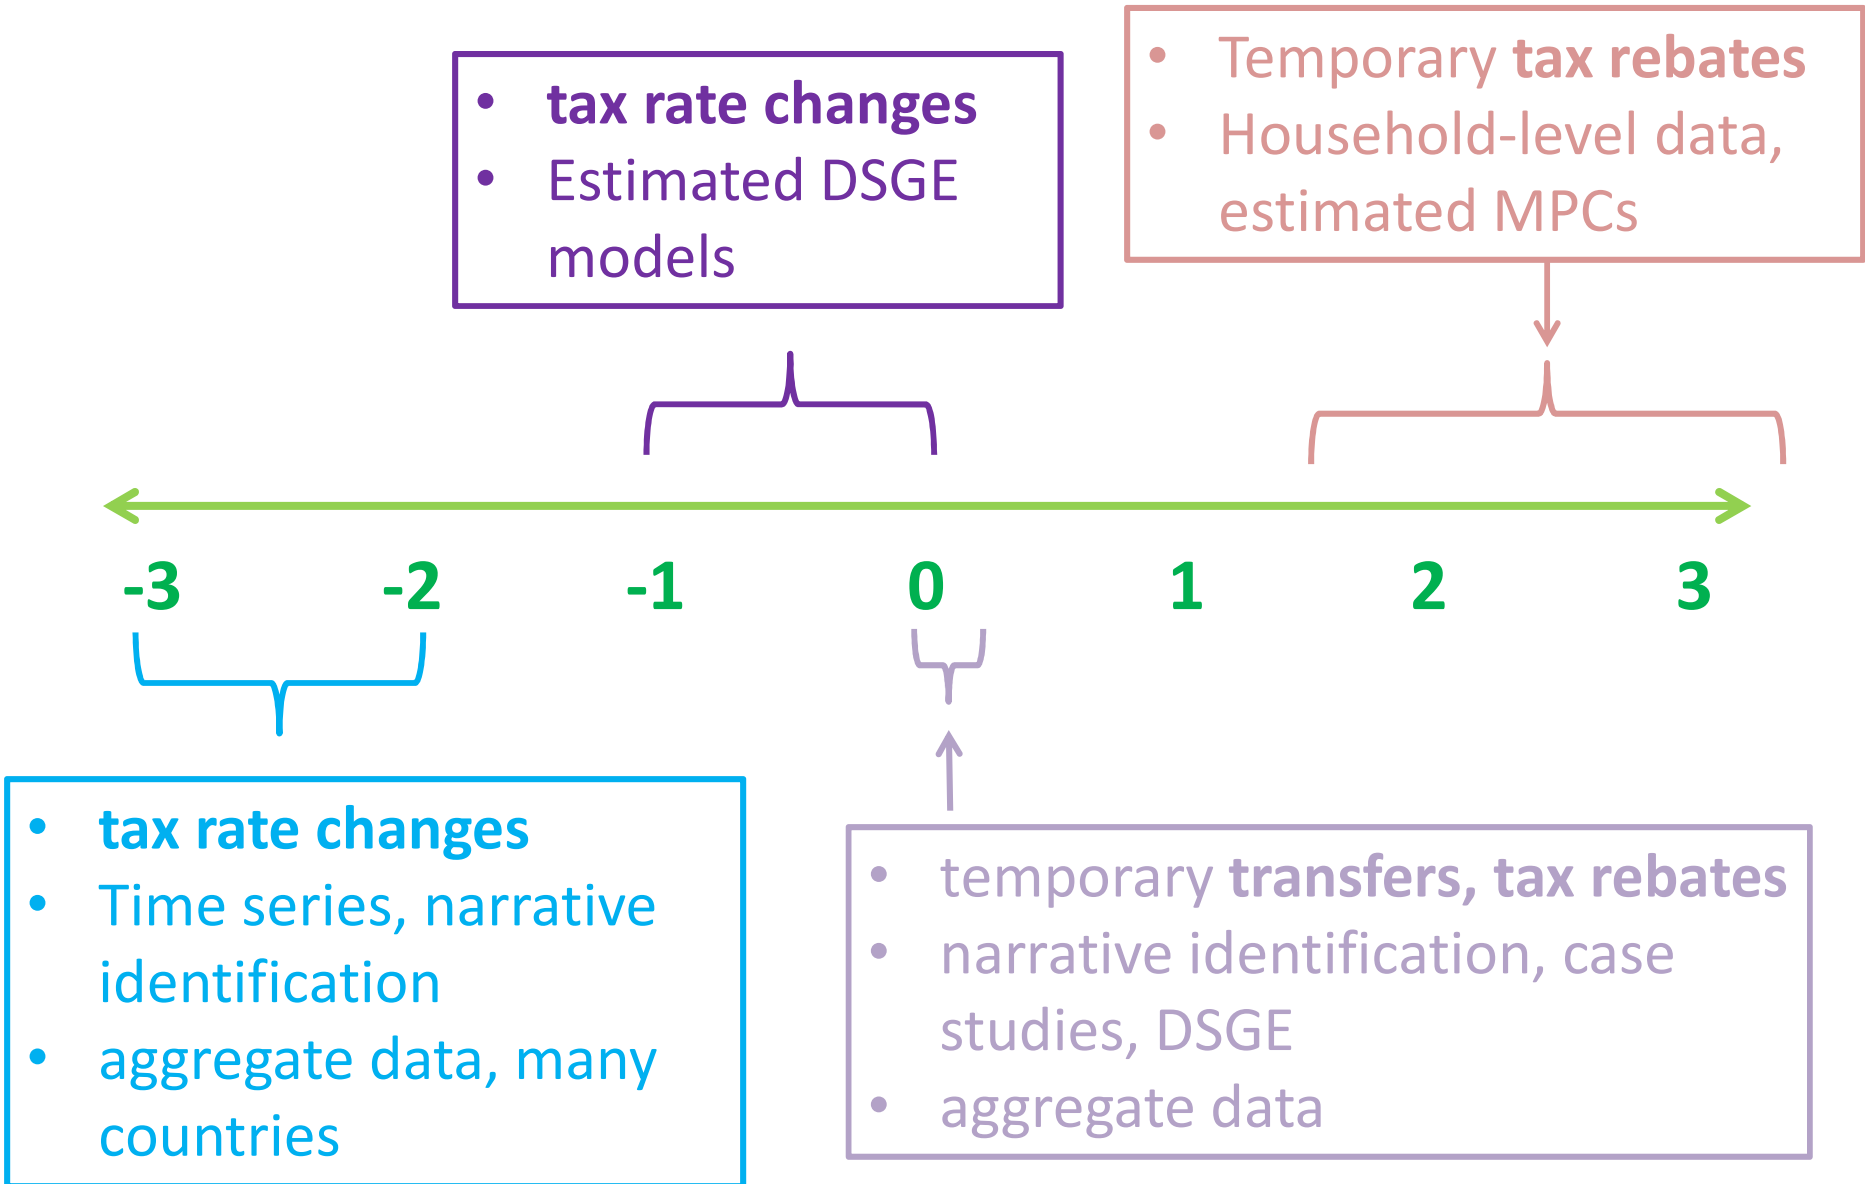 • tax rate changes
• Estimated DSGE
models
• Temporary tax rebates
• Household-level data,
estimated MPCs
-3 -2 -1 0 1 2 3
• tax rate changes
• Time series, narrative
identification
• aggregate data, many
countries
• temporary transfers, tax rebates
• narrative identification, case
studies, DSGE
• aggregate data